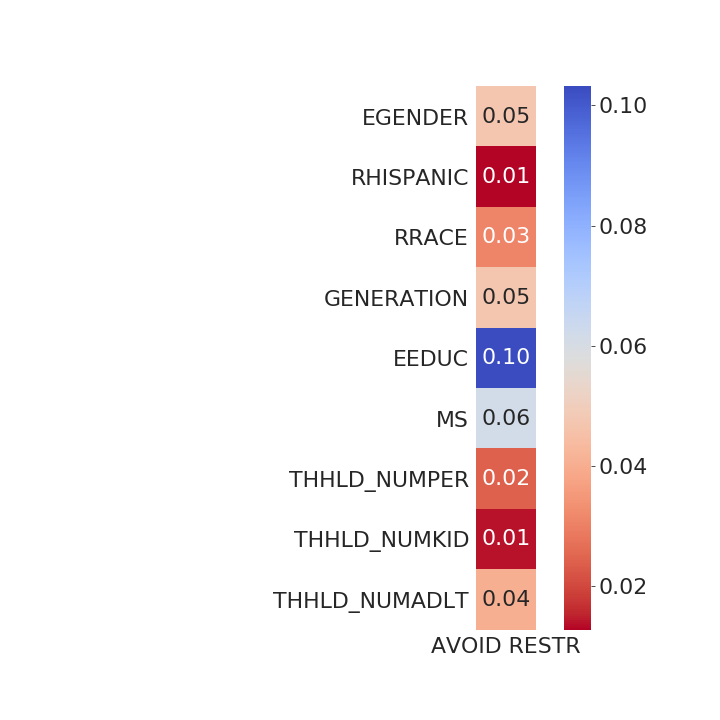 EGENDER 0.05
RHISPANIC 0.01
RRACE 0.03
GENERATION 0.05
EEDUC 0.10
MS 0.06
THHLD_NUMPER 0.02
THHLD_NUMKID 0.01
THHLD_NUMADLT 0.04
AVOID RESTR
0.10
0.08
0.06
0.04
0.02